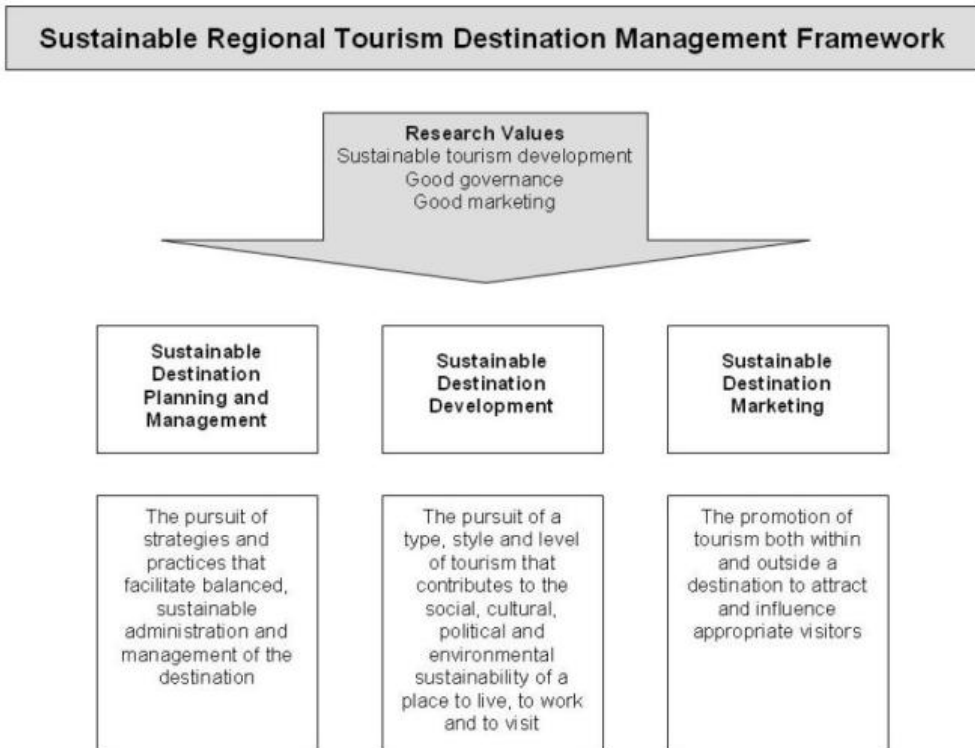 Sustainable Regional Tourism Destination Management Framework
Research Values
Sustainable tourism development
Good governance
Good marketing
Sustainable
Destination
Planning and
Management
Sustainable
Destination
Development
Sustainable
Destination
Marketing
The pursuit of
strategies and
practices that
facilitate balanced,
sustainable
administration and
management of the
destination
The pursuit of a
type, style and level
of tourism that
contributes to the
social, cultural,
political and
environmental
sustainability of a
place to live, to work
and to visit
The promotion of
tourism both within
and outside a
destination to attract
and influence
appropriate visitors